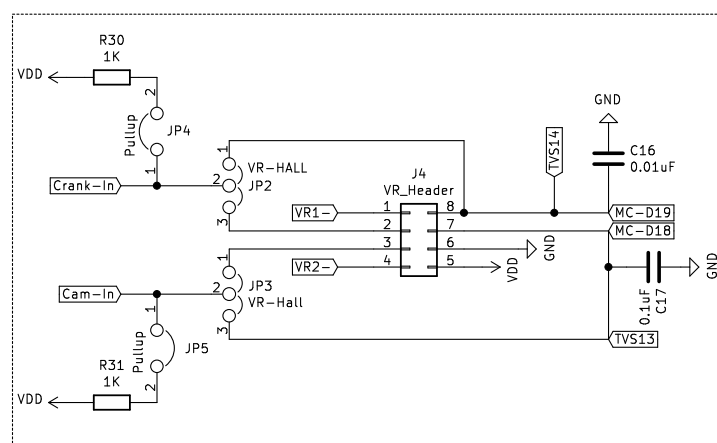 R30
1K
VDD
2
Pullup
JP4
1
Crank-In
1
VR-HALL
2
JP2
3
J4
VR_Header
VR1-
1
8
2
7
3
6
GND
VR2-
4
5
VDD
TVS14
GND
C16
0.01uF
MC-D19
MC-D18
0.1uF
C17
GND
TVS13
Cam-In
1
JP3
2
VR-Hall
3
1
Pullup
JP5
2
R31
1K
VDD